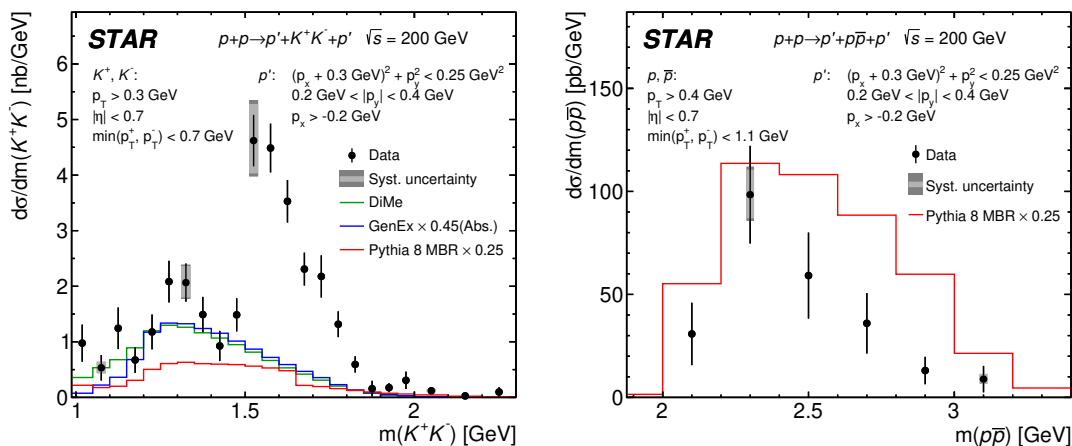 STAR
p+p→p′+K⁺K⁻+p′ √s = 200 GeV
K⁺, K⁻:
p_T > 0.3 GeV
|η| < 0.7
min(p_T⁺, p_T⁻) < 0.7 GeV
p′: (p_x + 0.3 GeV)² + p_y² < 0.25 GeV²
0.2 GeV < |p_y| < 0.4 GeV
p_x > -0.2 GeV
Data
Syst. uncertainty
DiMe
GenEx × 0.45(Abs.)
Pythia 8 MBR × 0.25
dσ/dm(K⁺K⁻) [nb/GeV]
6
5
4
3
2
1
0
1 1.5 2
m(K⁺K⁻) [GeV]
STAR
p+p→p′+pp̅+p′ √s = 200 GeV
p, p̅:
p_T > 0.4 GeV
|η| < 0.7
min(p_T⁺, p_T⁻) < 1.1 GeV
p′: (p_x + 0.3 GeV)² + p_y² < 0.25 GeV²
0.2 GeV < |p_y| < 0.4 GeV
p_x > -0.2 GeV
Data
Syst. uncertainty
Pythia 8 MBR × 0.25
dσ/dm(pp̅) [pb/GeV]
150
100
50
0
2 2.5 3
m(pp̅) [GeV]